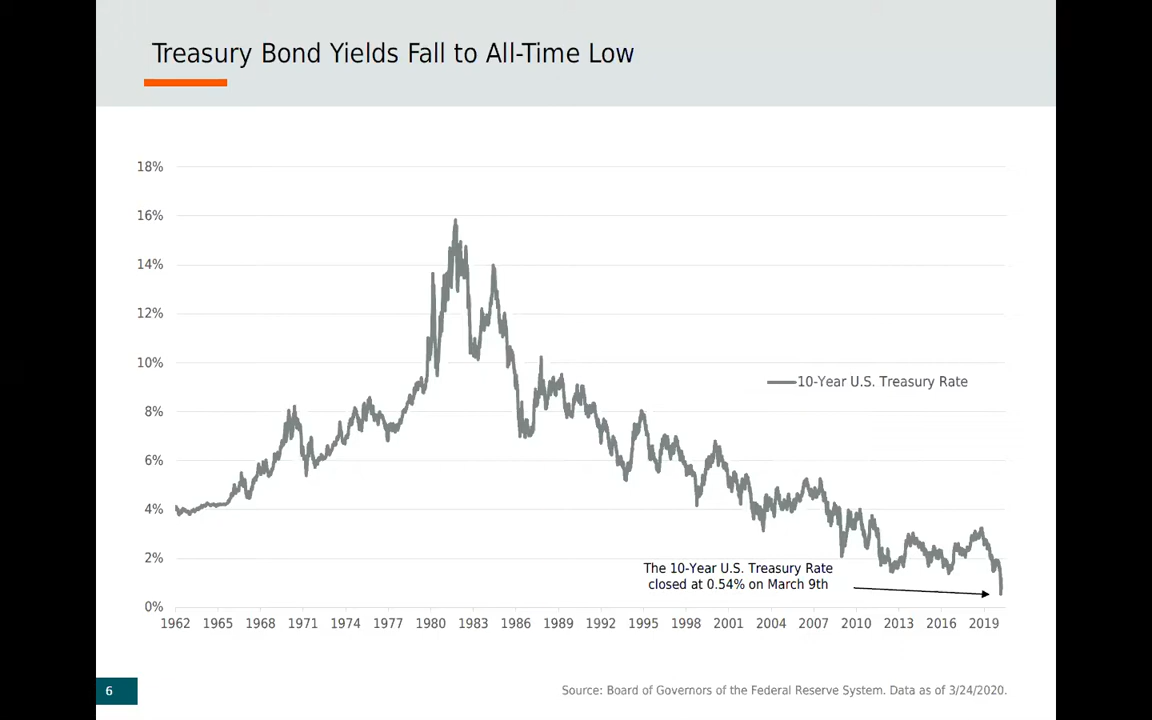 Treasury Bond Yields Fall to All-Time Low
18%
16%
14%
12%
10%
8%
6%
4%
2%
0%
10-Year U.S. Treasury Rate
The 10-Year U.S. Treasury Rate
closed at 0.54% on March 9th
1962 1965 1968 1971 1974 1977 1980 1983 1986 1989 1992 1995 1998 2001 2004 2007 2010 2013 2016 2019
6
Source: Board of Governors of the Federal Reserve System. Data as of 3/24/2020.